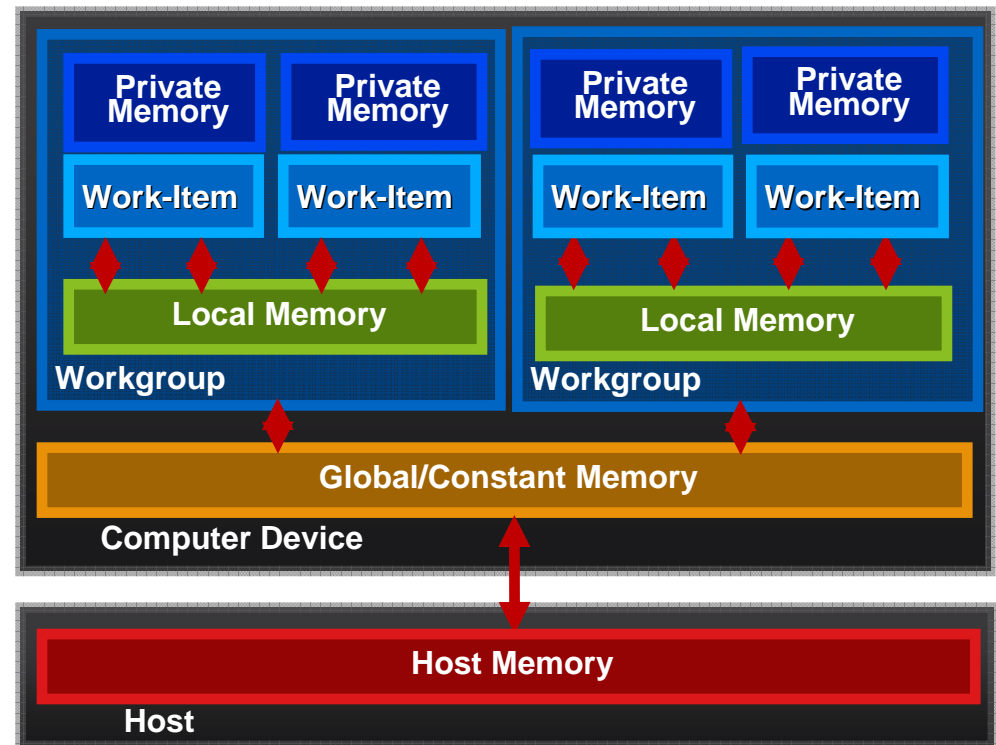 Private
Memory
Private
Memory
Private
Memory
Private
Memory
Work-Item
Work-Item
Work-Item
Work-Item
Local Memory
Local Memory
Workgroup
Workgroup
Global/Constant Memory
Computer Device
Host Memory
Host